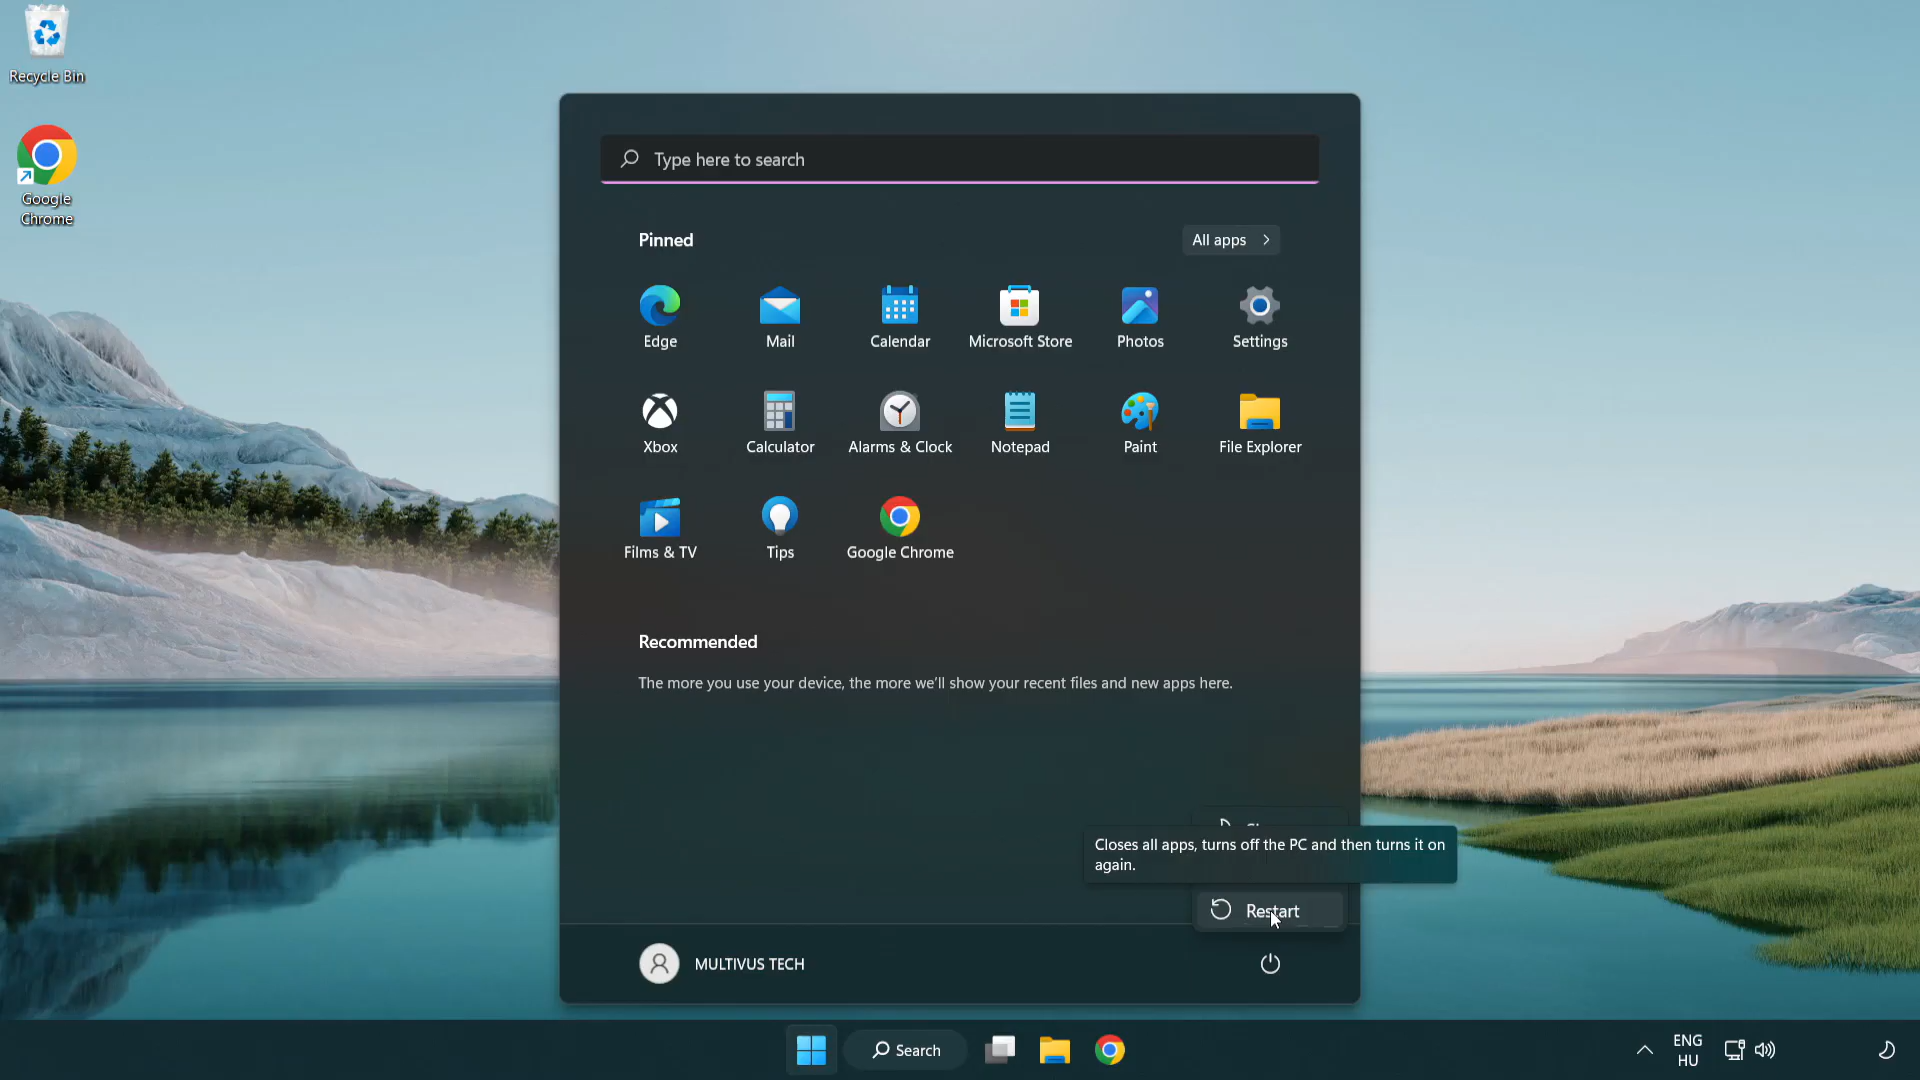 Recycle Bin
Google
Chrome
Type here to search
Pinned
All apps
Edge
Mail
Calendar
Microsoft Store
Photos
Settings
Xbox
Calculator
Alarms & Clock
Notepad
Paint
File Explorer
Films & TV
Tips
Google Chrome
Recommended
The more you use your device, the more we'll show your recent files and new apps here.
Closes all apps, turns off the PC and then turns it on
again.
Restart
MULTIVUS TECH
Search
ENG
HU